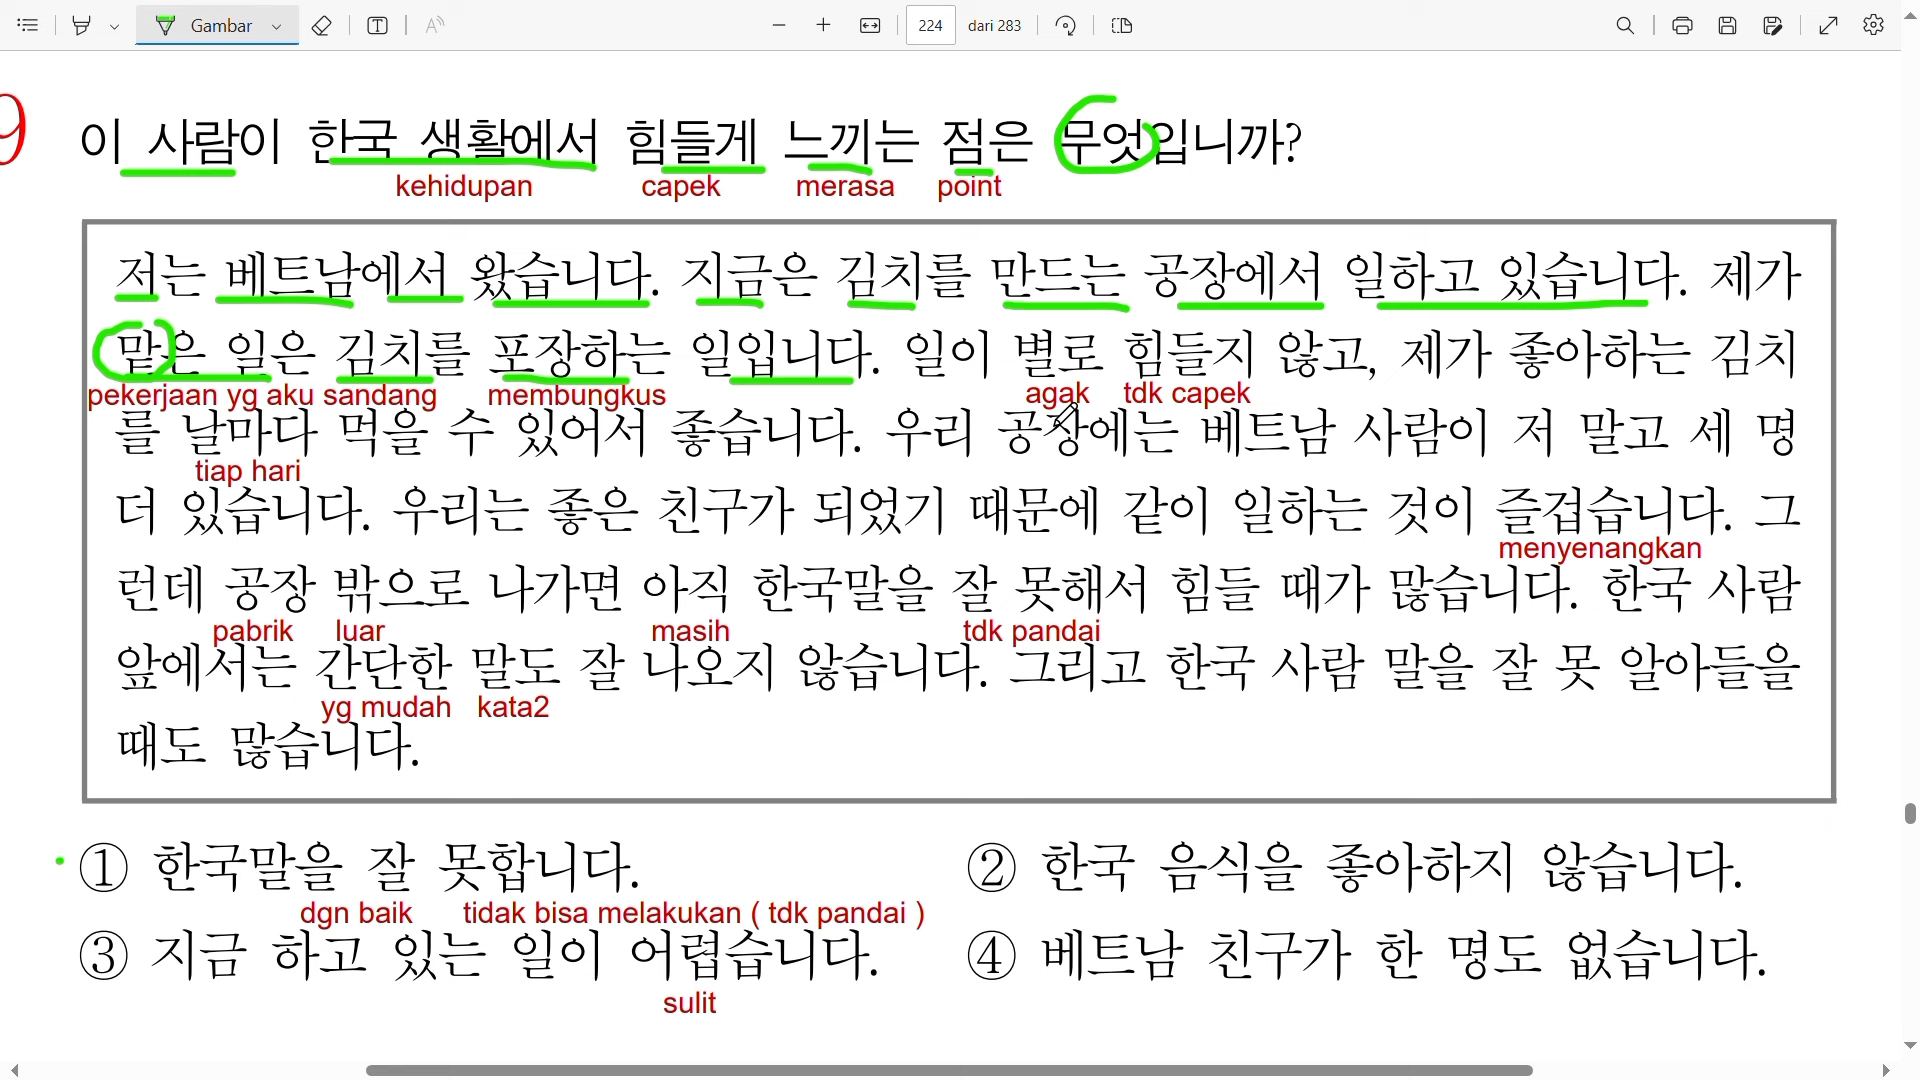 Gambar
224 dari 283
9 이 사람이 한국 생활에서 힘들게 느끼는 점은 무엇입니까?
kehidupan capek merasa point
저는 베트남에서 왔습니다. 지금은 김치를 만드는 공장에서 일하고 있습니다. 제가
맡은 일은 김치를 포장하는 일입니다. 일이 별로 힘들지 않고, 제가 좋아하는 김치
pekerjaan yg aku sandang membungkus agak tdk capek
를 날마다 먹을 수 있어서 좋습니다. 우리 공장에는 베트남 사람이 저 말고 세 명
tiap hari
더 있습니다. 우리는 좋은 친구가 되었기 때문에 같이 일하는 것이 즐겁습니다. 그
menyenangkan
런데 공장 밖으로 나가면 아직 한국말을 잘 못해서 힘들 때가 많습니다. 한국 사람
pabrik luar masih tdk pandai
앞에서는 간단한 말도 잘 나오지 않습니다. 그리고 한국 사람 말을 잘 못 알아들을
yg mudah kata2
때도 많습니다.
① 한국말을 잘 못합니다. ② 한국 음식을 좋아하지 않습니다.
dgn baik tidak bisa melakukan ( tdk pandai )
③ 지금 하고 있는 일이 어렵습니다. ④ 베트남 친구가 한 명도 없습니다.
sulit